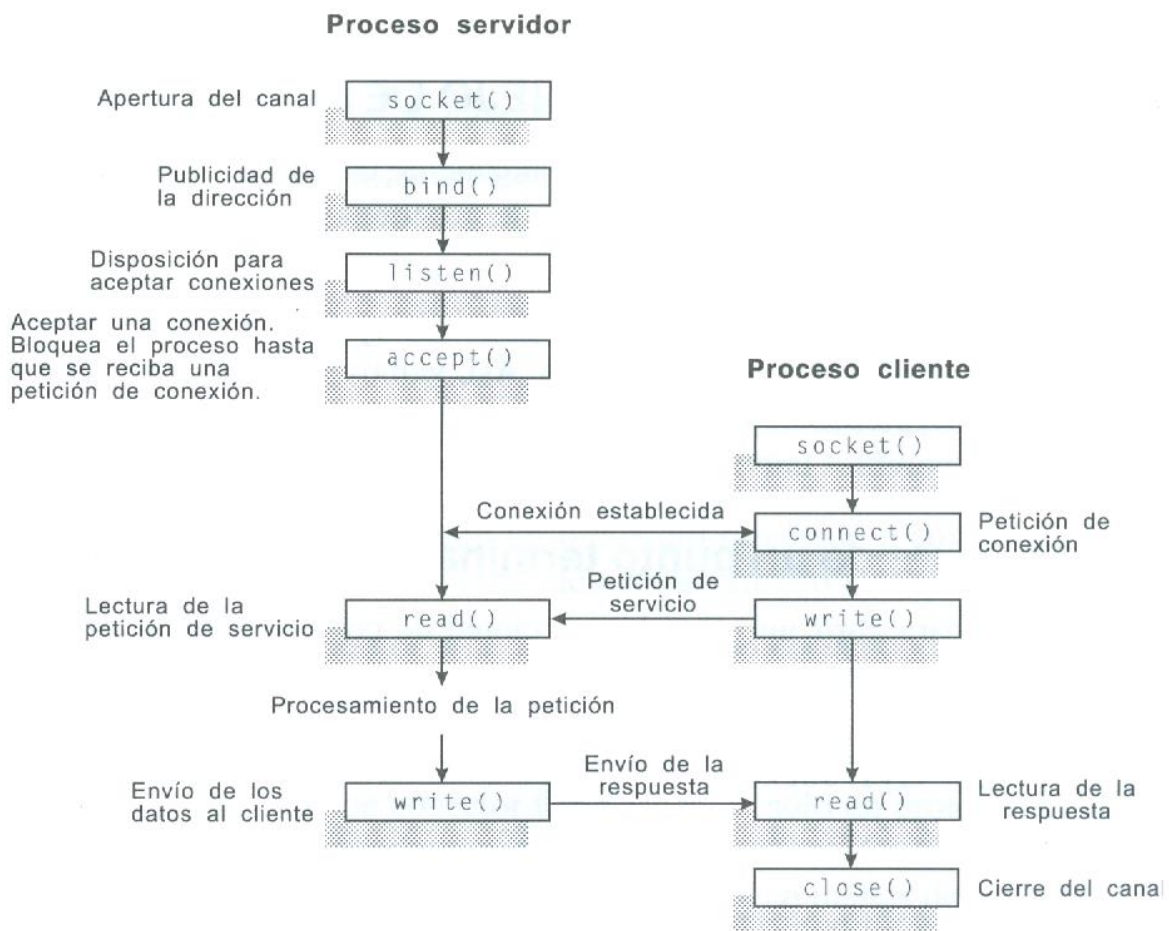 Proceso servidor
Apertura del canal
socket()
Publicidad de
la dirección
bind()
Disposición para
aceptar conexiones
listen()
Aceptar una conexión.
Bloquea el proceso hasta
que se reciba una
petición de conexión.
accept()
Proceso cliente
socket()
Conexión establecida
connect()
Petición de
conexión
Lectura de la
petición de servicio
read()
Petición de
servicio
write()
Procesamiento de la petición
Envío de los
datos al cliente
write()
Envío de la
respuesta
read()
Lectura de la
respuesta
close()
Cierre del canal